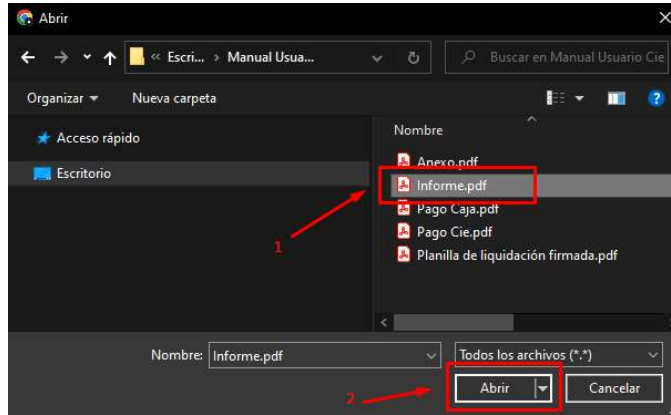 Abrir
« Escri... › Manual Usua...
Buscar en Manual Usuario Cie
Organizar
Nueva carpeta
Acceso rápido
Escritorio
Nombre
Anexo.pdf
Informe.pdf
Pago Caja.pdf
Pago Cie.pdf
Planilla de liquidación firmada.pdf
1
Nombre: Informe.pdf
Todos los archivos (*.*)
2
Abrir
Cancelar